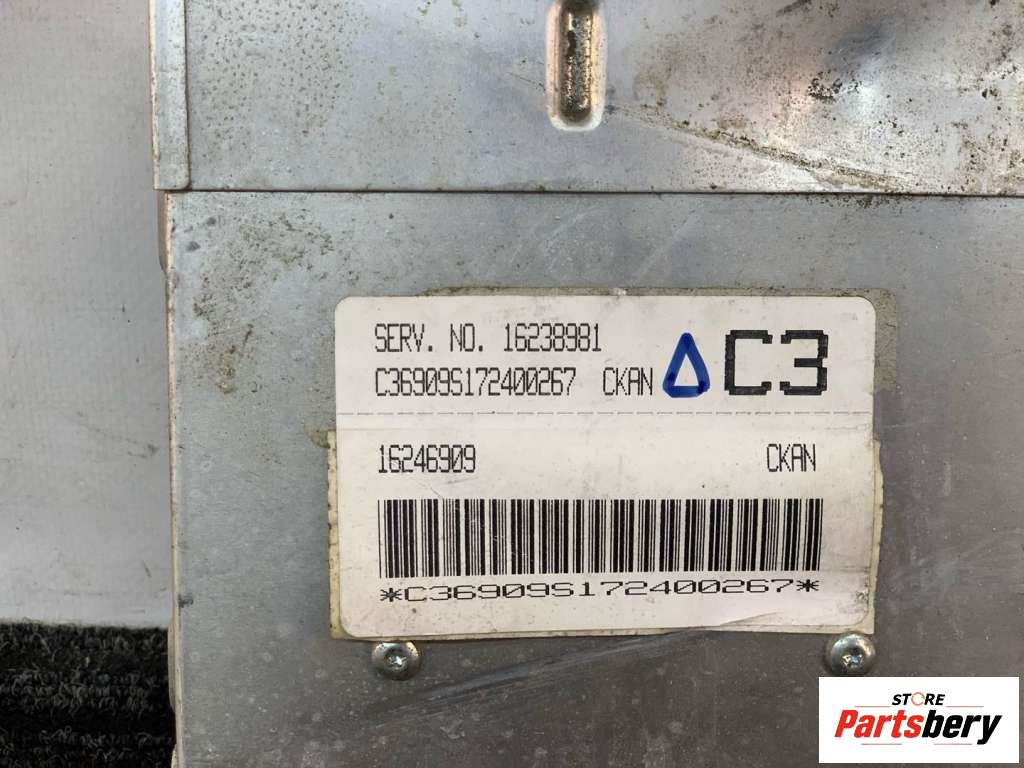 SERV. NO. 16238981
C36909S172400267 CKAN C3
16246909 CKAN
*C36909S172400267*
STORE
Partsbery